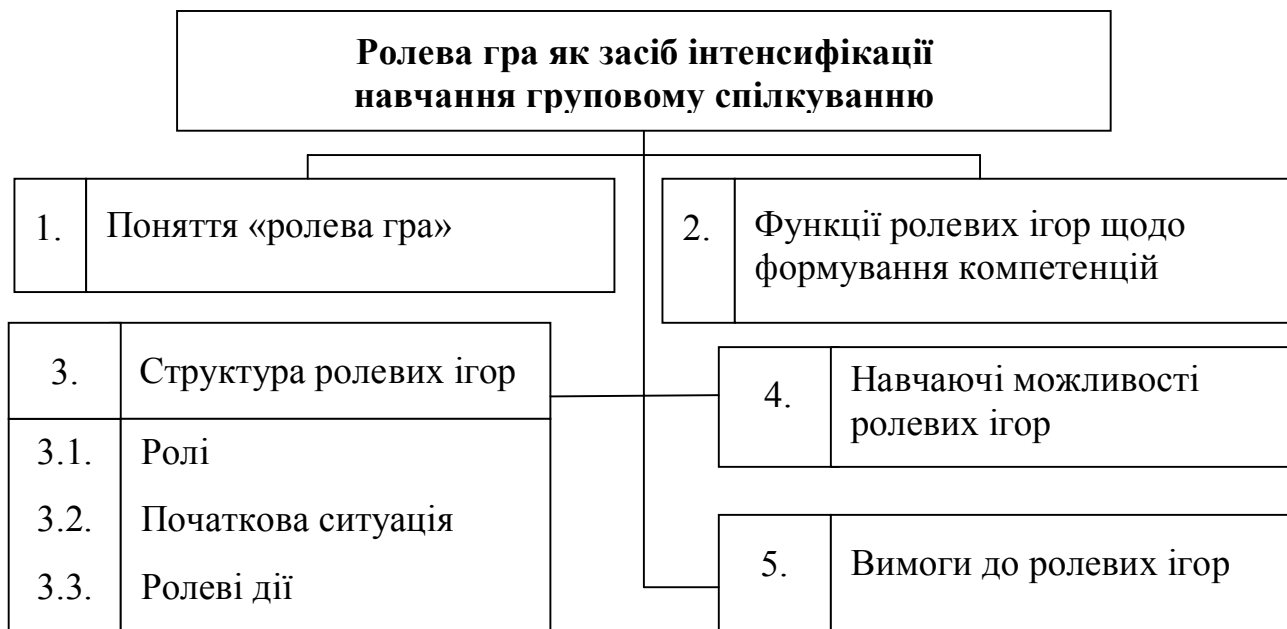 Ролева гра як засіб інтенсифікації
навчання груповому спілкуванню
1. Поняття «ролева гра»
2. Функції ролевих ігор щодо
формування компетенцій
3. Структура ролевих ігор
3.1. Ролі
3.2. Початкова ситуація
3.3. Ролеві дії
4. Навчаючі можливості
ролевих ігор
5. Вимоги до ролевих ігор